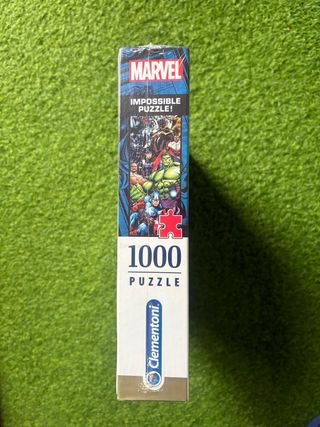 MARVEL
IMPOSSIBLE
PUZZLE!
1000
PUZZLE
Clementoni.